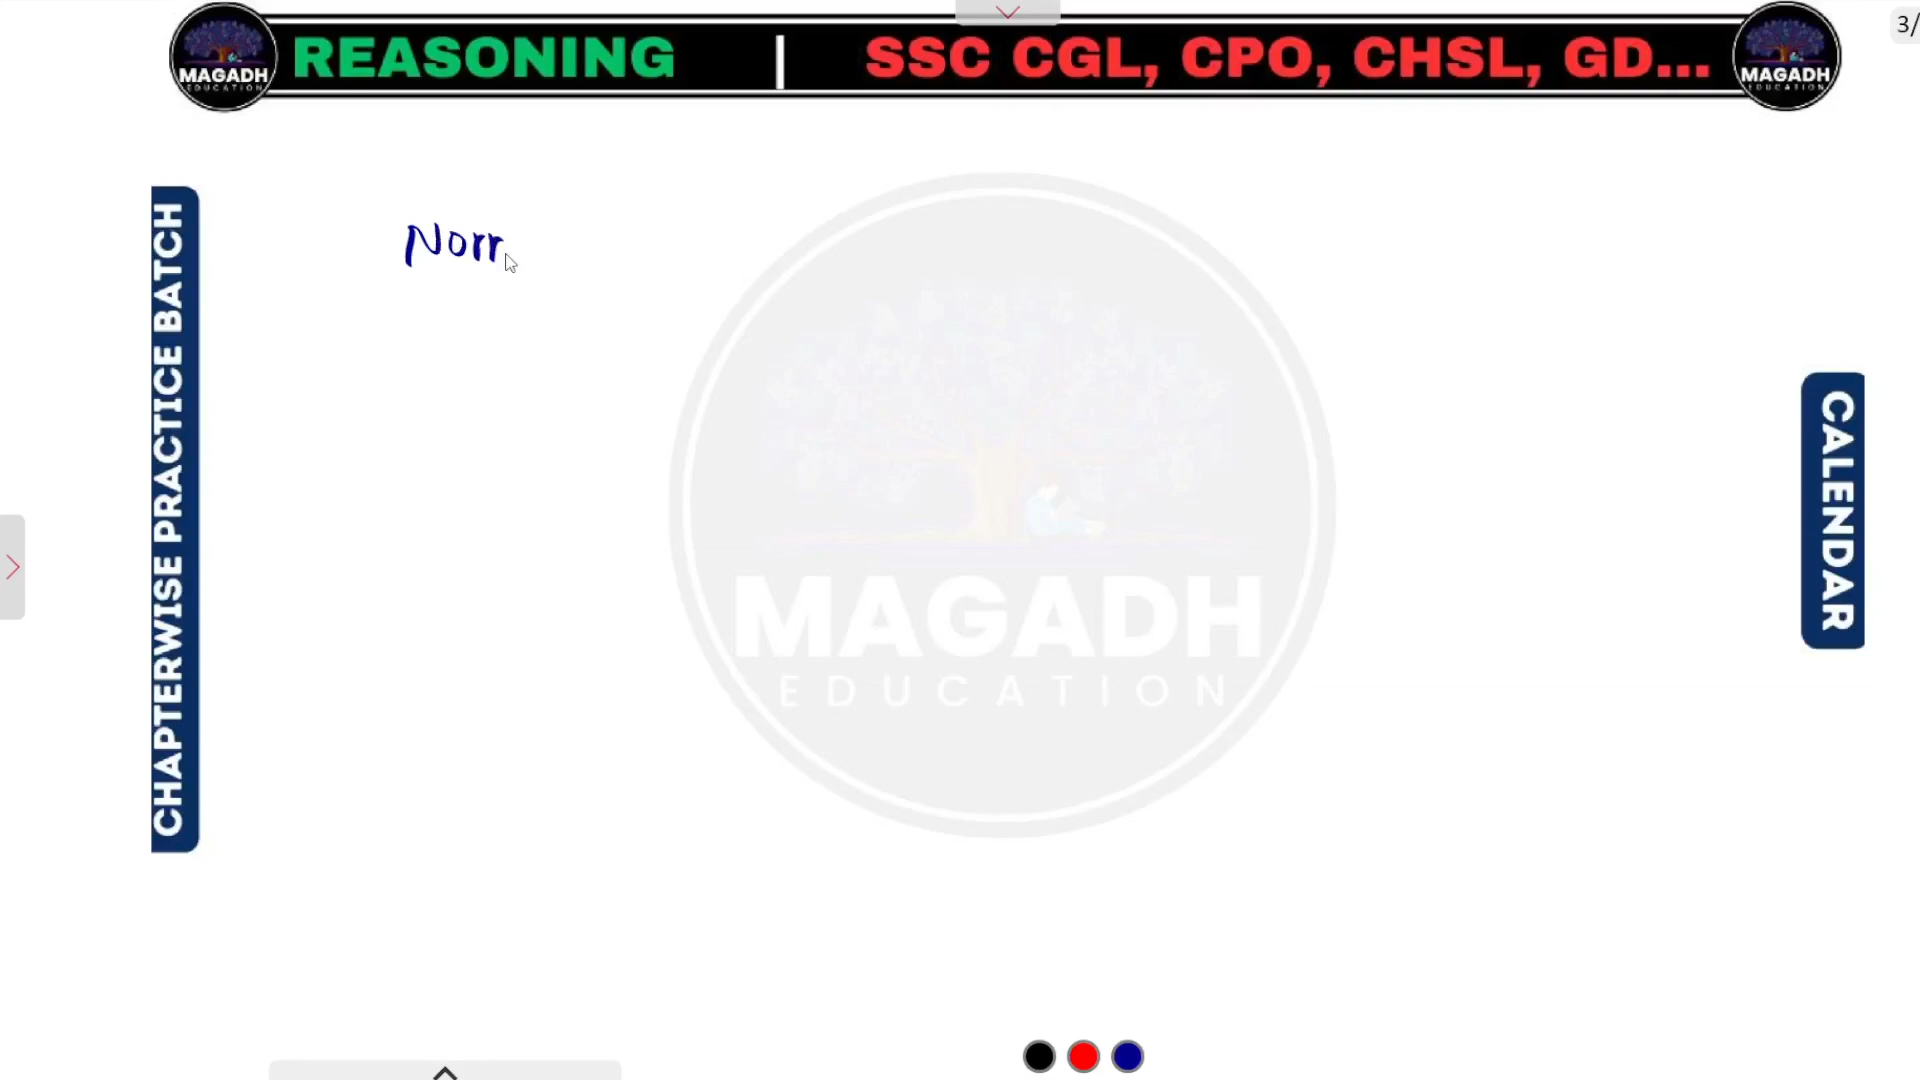 REASONING | SSC CGL, CPO, CHSL, GD...
MAGADH
EDUCATION
MAGADH
EDUCATION
3/
CHAPTERWISE PRACTICE BATCH
Norr
MAGADH
EDUCATION
CALENDAR